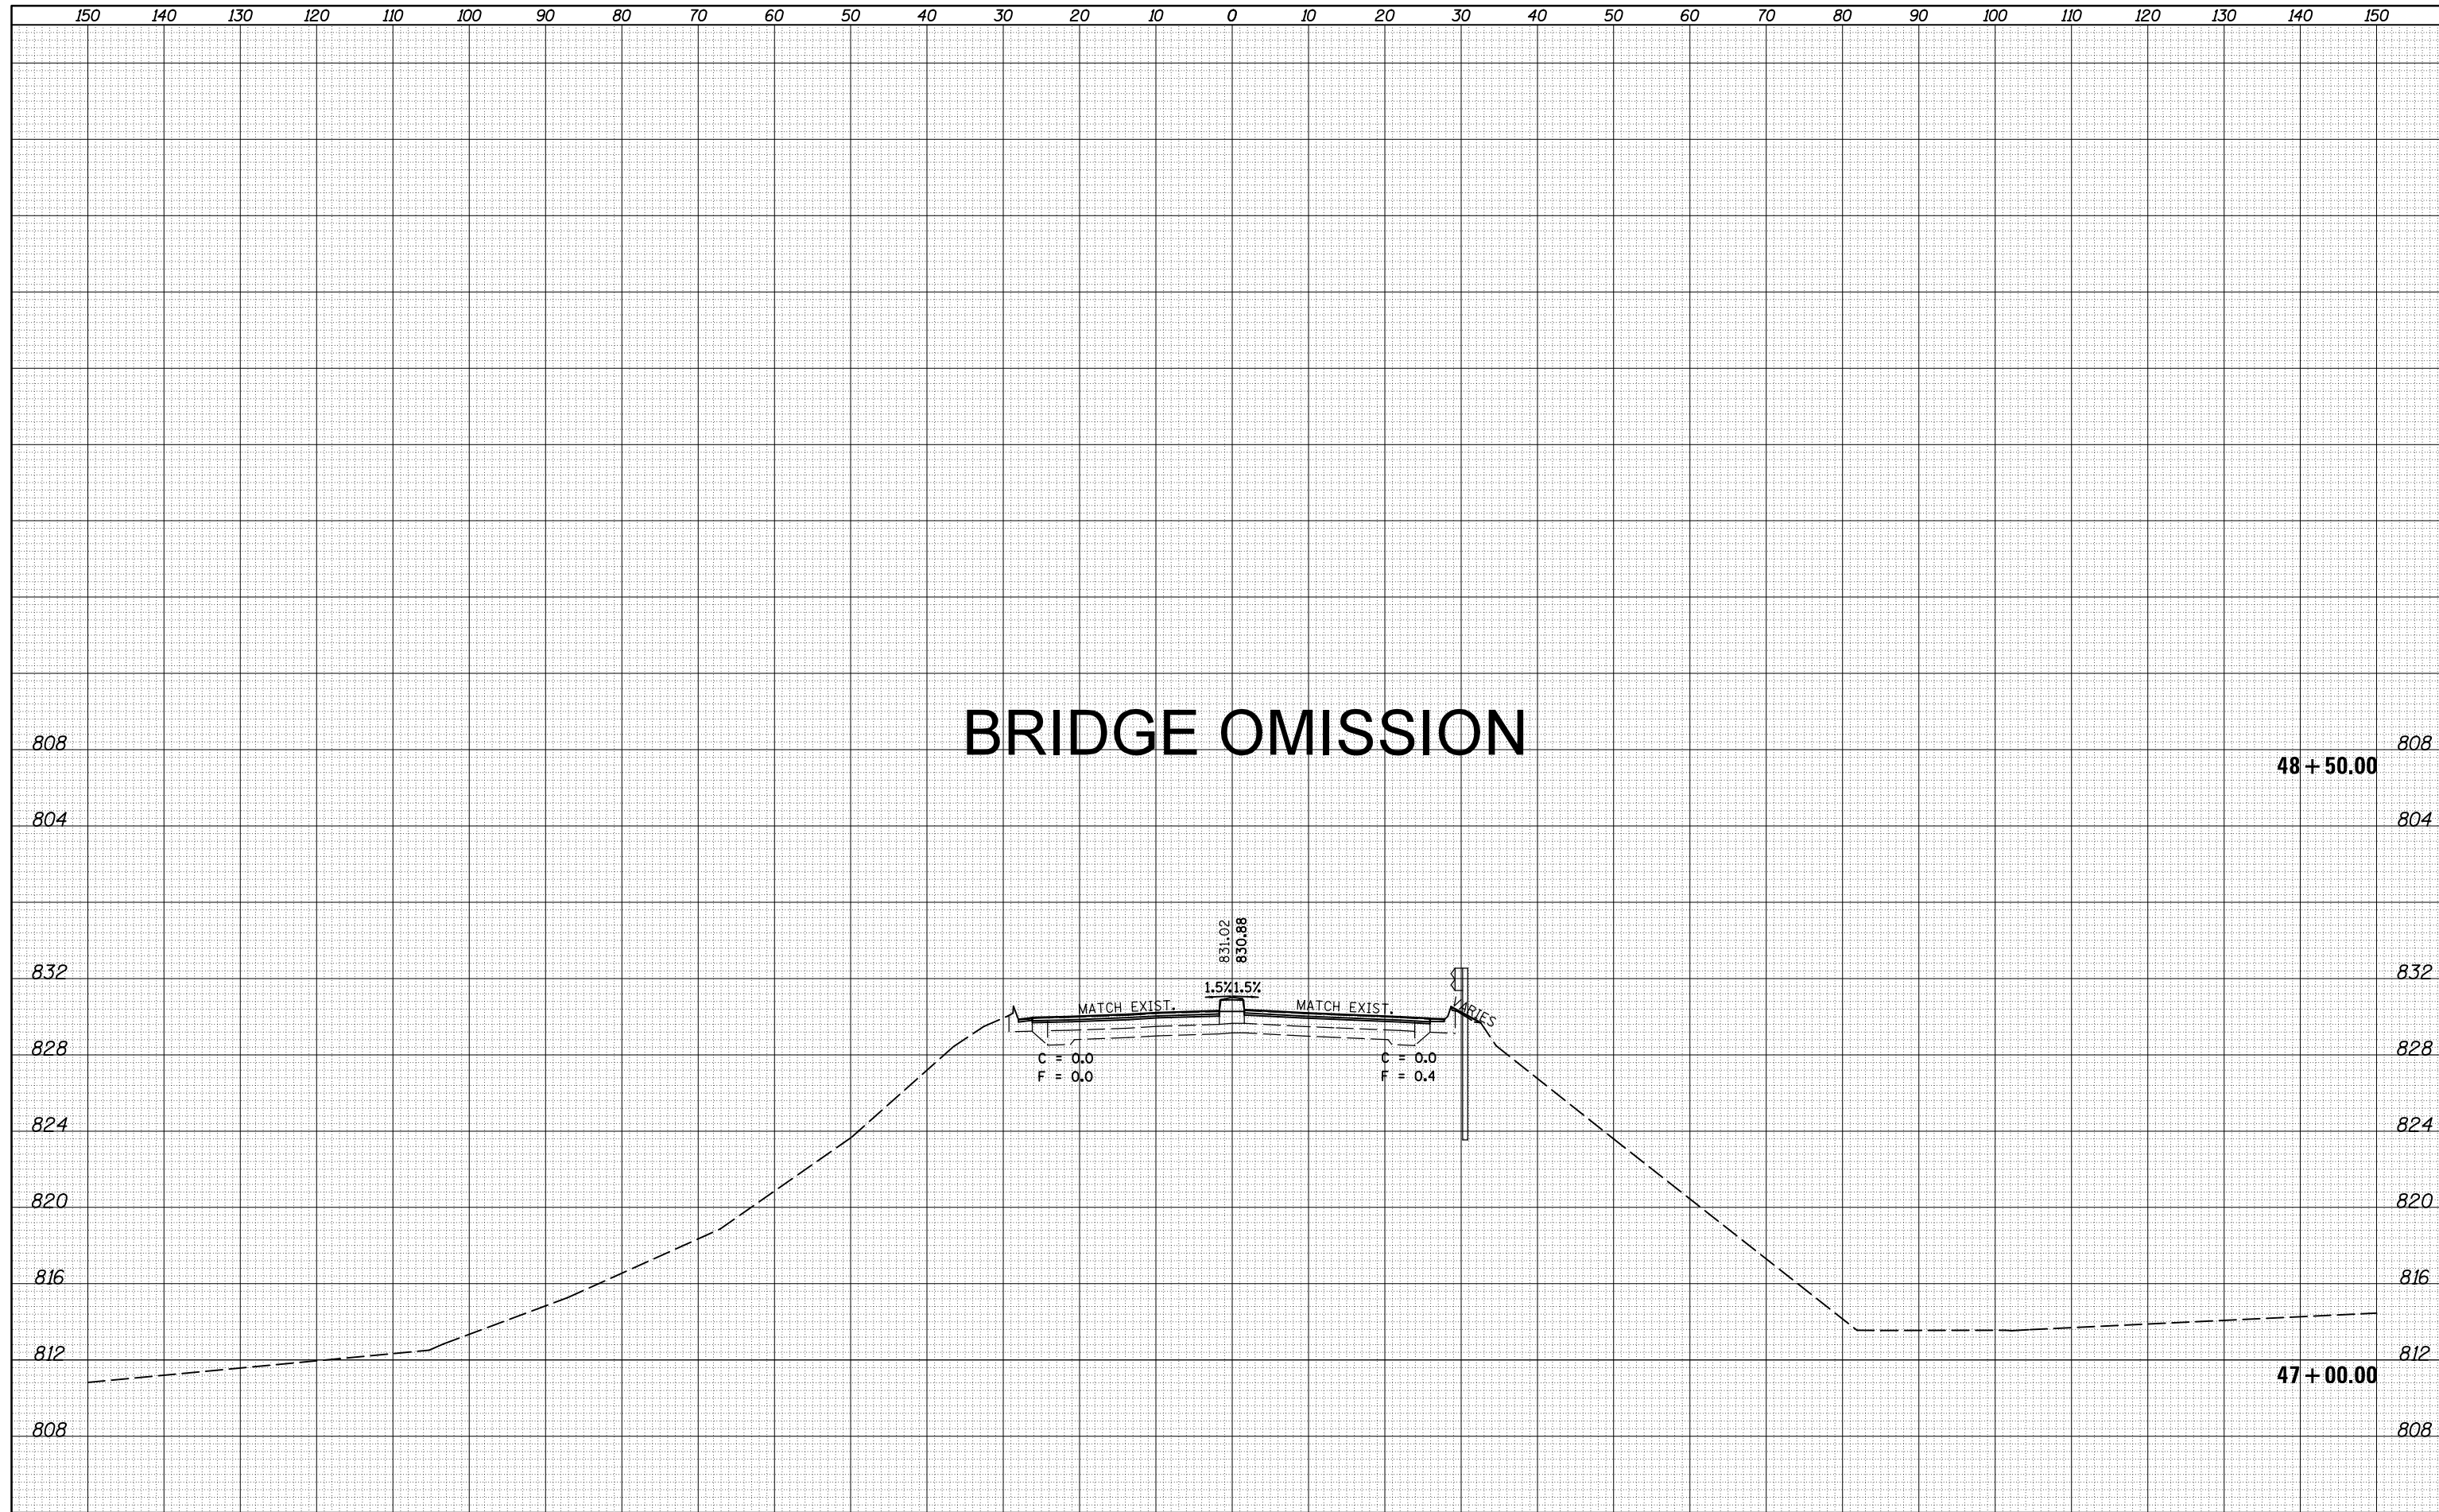 150 140 130 120 110 100 90 80 70 60 50 40 30 20 10 0 10 20 30 40 50 60 70 80 90 100 110 120 130 140 150
BRIDGE OMISSION
808 808
48+50.00
804 804
831.02
830.88
832 832
1.5% 1.5%
MATCH EXIST. MATCH EXIST. VARIES
828 828
C = 0.0 C = 0.0
F = 0.0 F = 0.4
824 824
820 820
816 816
812 812
47+00.00
808 808